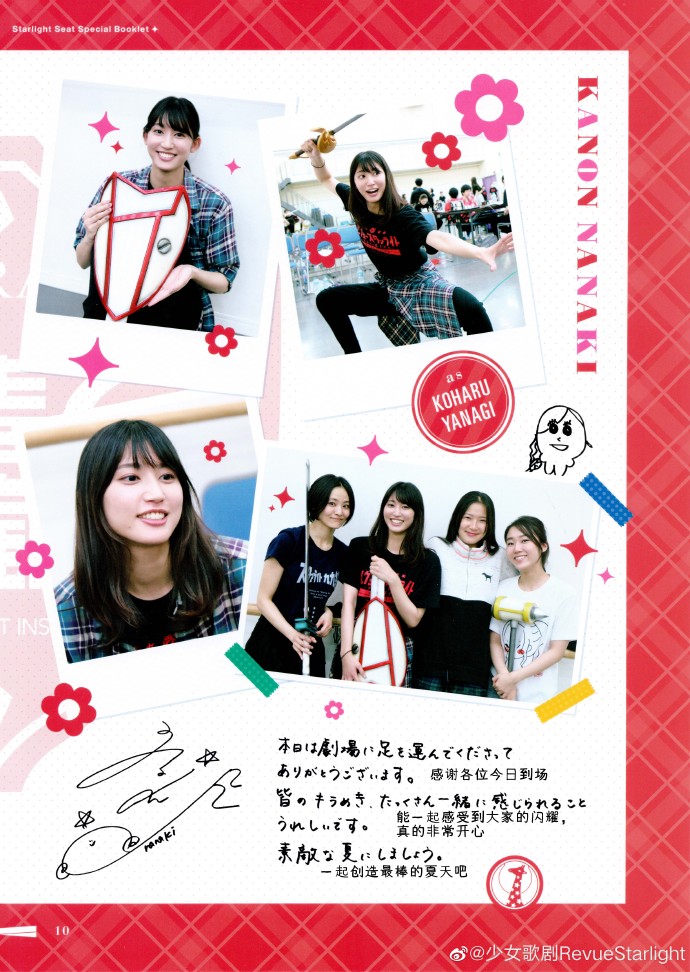 Starlight Seat Special Booklet
KANON NANAKI
as
KOHARU
YANAGI
nanaki
本日は劇場に足を運んでくださって
ありがとうございます。 感谢各位今日到场
皆のキラめき、たっくさん一緒に感じられること
うれしいです。 能一起感受到大家的闪耀，
真的非常开心
素敵な夏にしましょう。
一起创造最棒的夏天吧
10
@少女歌剧RevueStarlight